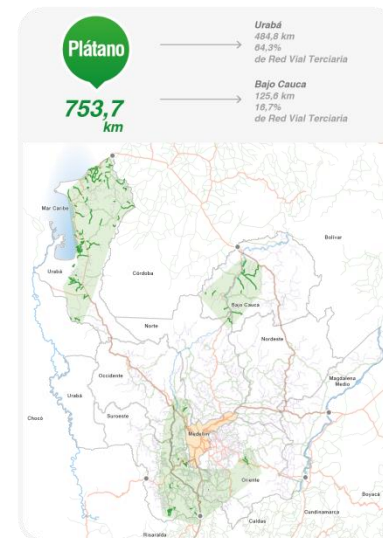 Plátano
753,7
km
Urabá
484,8 km
64,3%
de Red Vial Terciaria
Bajo Cauca
125,6 km
16,7%
de Red Vial Terciaria
Mar Caribe
Bolívar
Urabá
Córdoba
Bajo Cauca
Norte
Nordeste
Occidente
Magdalena
Medio
Urabá
Suroeste
Chocó
Medellín
Oriente
Boyacá
Cundinamarca
Caldas
Risaralda